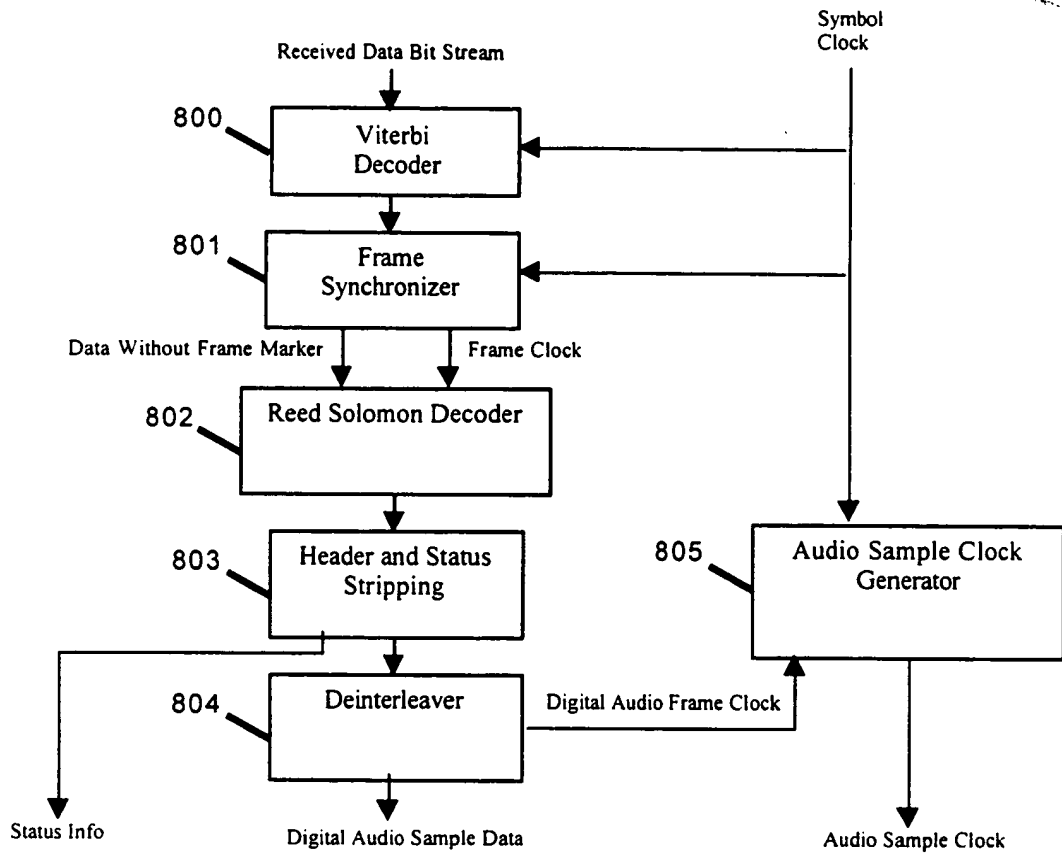 Symbol
Clock
Received Data Bit Stream
800
Viterbi
Decoder
801
Frame
Synchronizer
Data Without Frame Marker
Frame Clock
802
Reed Solomon Decoder
803
Header and Status
Stripping
805
Audio Sample Clock
Generator
804
Deinterleaver
Digital Audio Frame Clock
Status Info
Digital Audio Sample Data
Audio Sample Clock